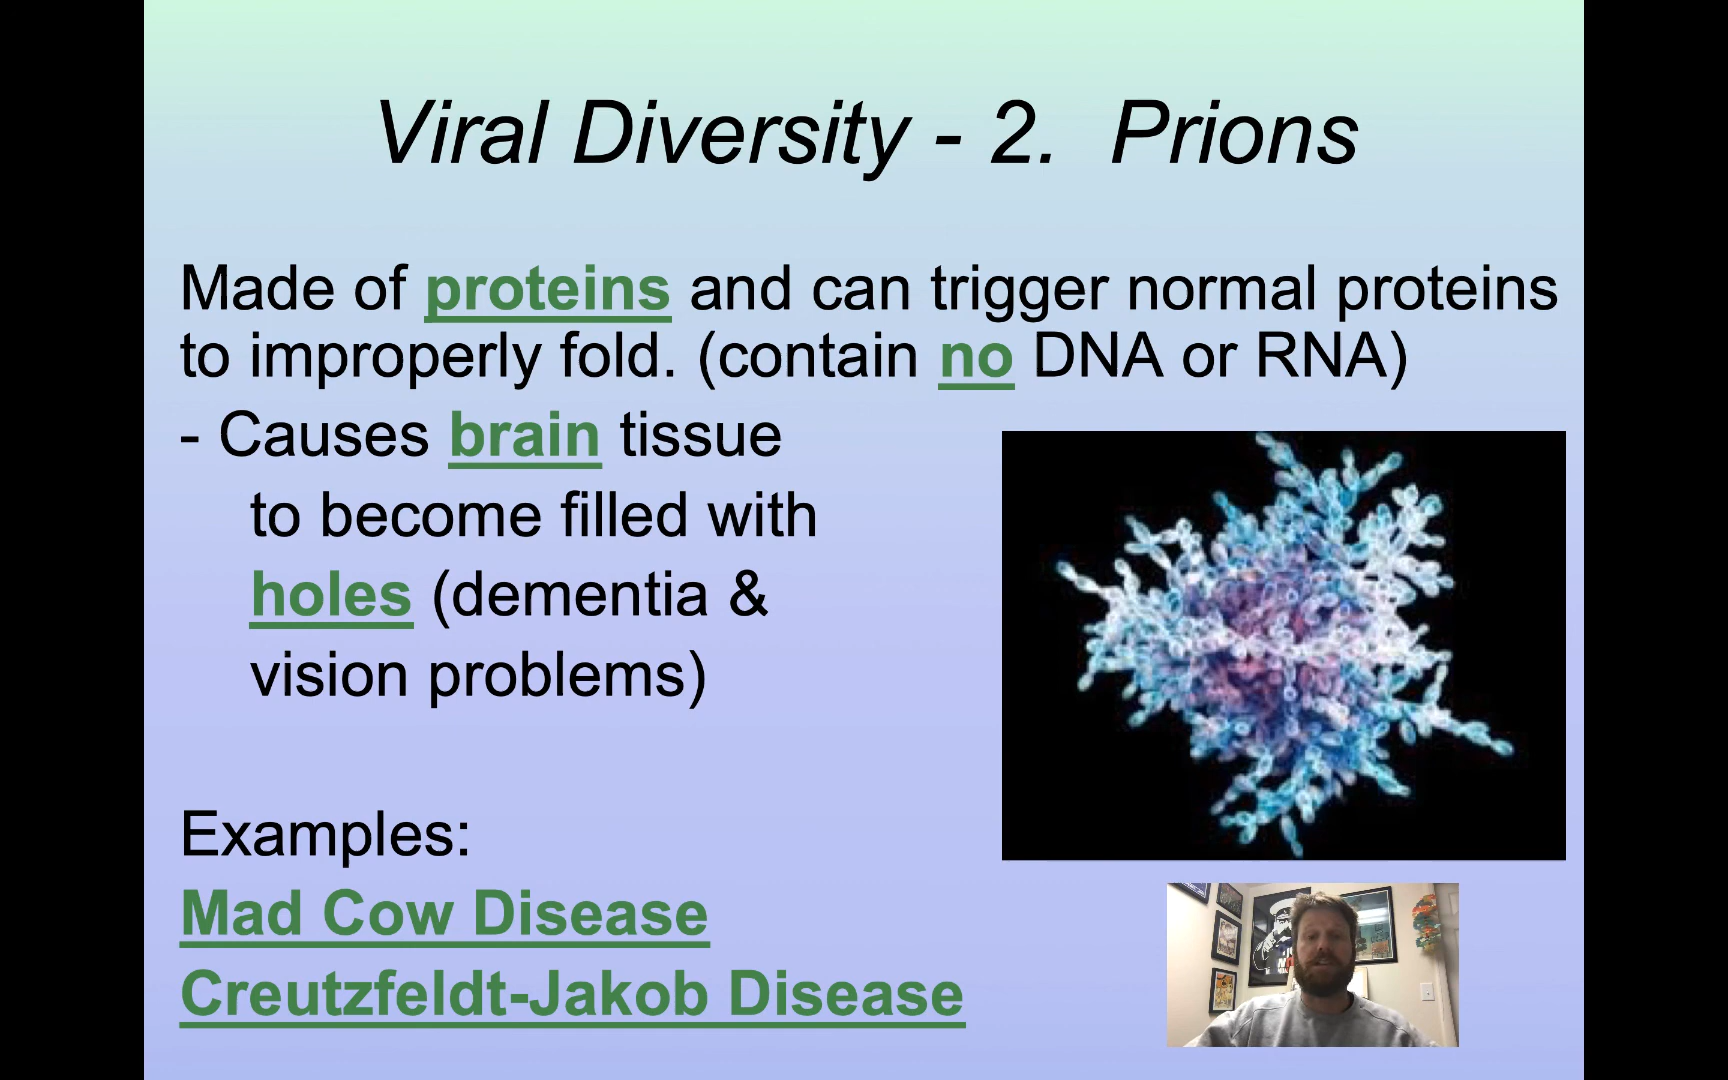 Viral Diversity - 2.  Prions
Made of proteins and can trigger normal proteins
to improperly fold. (contain no DNA or RNA)
- Causes brain tissue
to become filled with
holes (dementia &
vision problems)
Examples:
Mad Cow Disease
Creutzfeldt-Jakob Disease